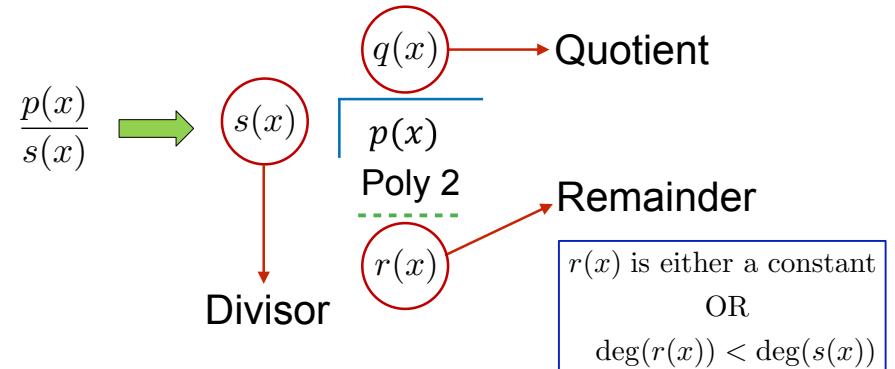 q(x) Quotient
p(x)
s(x)
s(x)
p(x)
Poly 2
Remainder
r(x)
Divisor
r(x) is either a constant
OR
deg(r(x)) < deg(s(x))